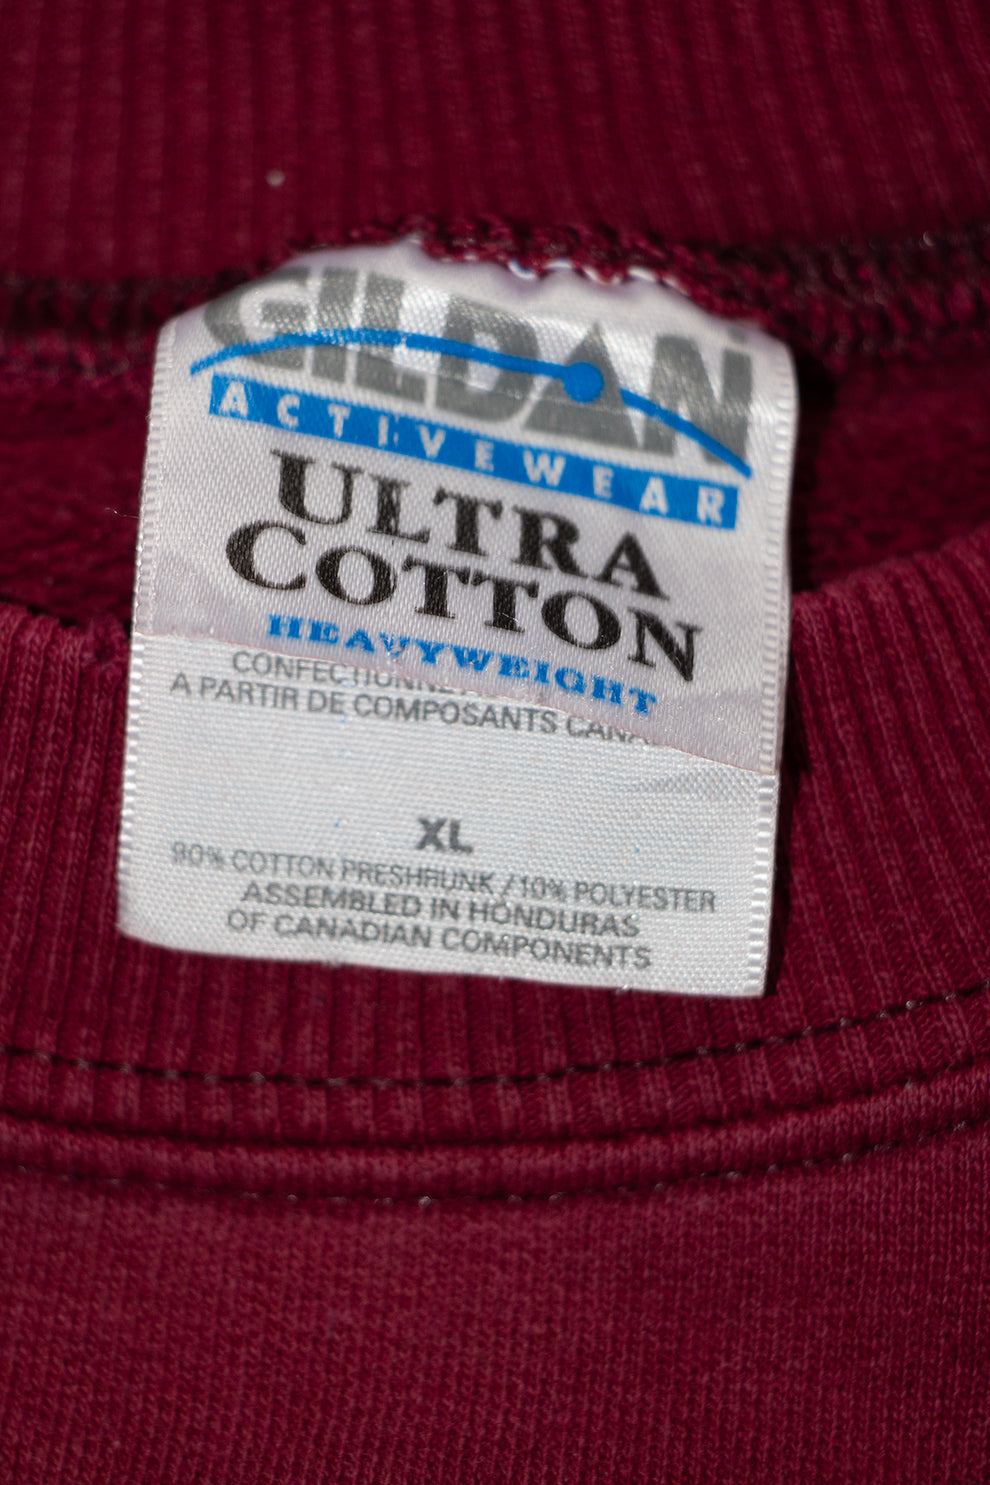 GILDAN
ACTIVEWEAR
ULTRA
COTTON
HEAVYWEIGHT
A PARTIR DE COMPOSANTS
XL
90% COTTON PRESHRUNK / 10% POLYESTER
ASSEMBLED IN HONDURAS
OF CANADIAN COMPONENTS